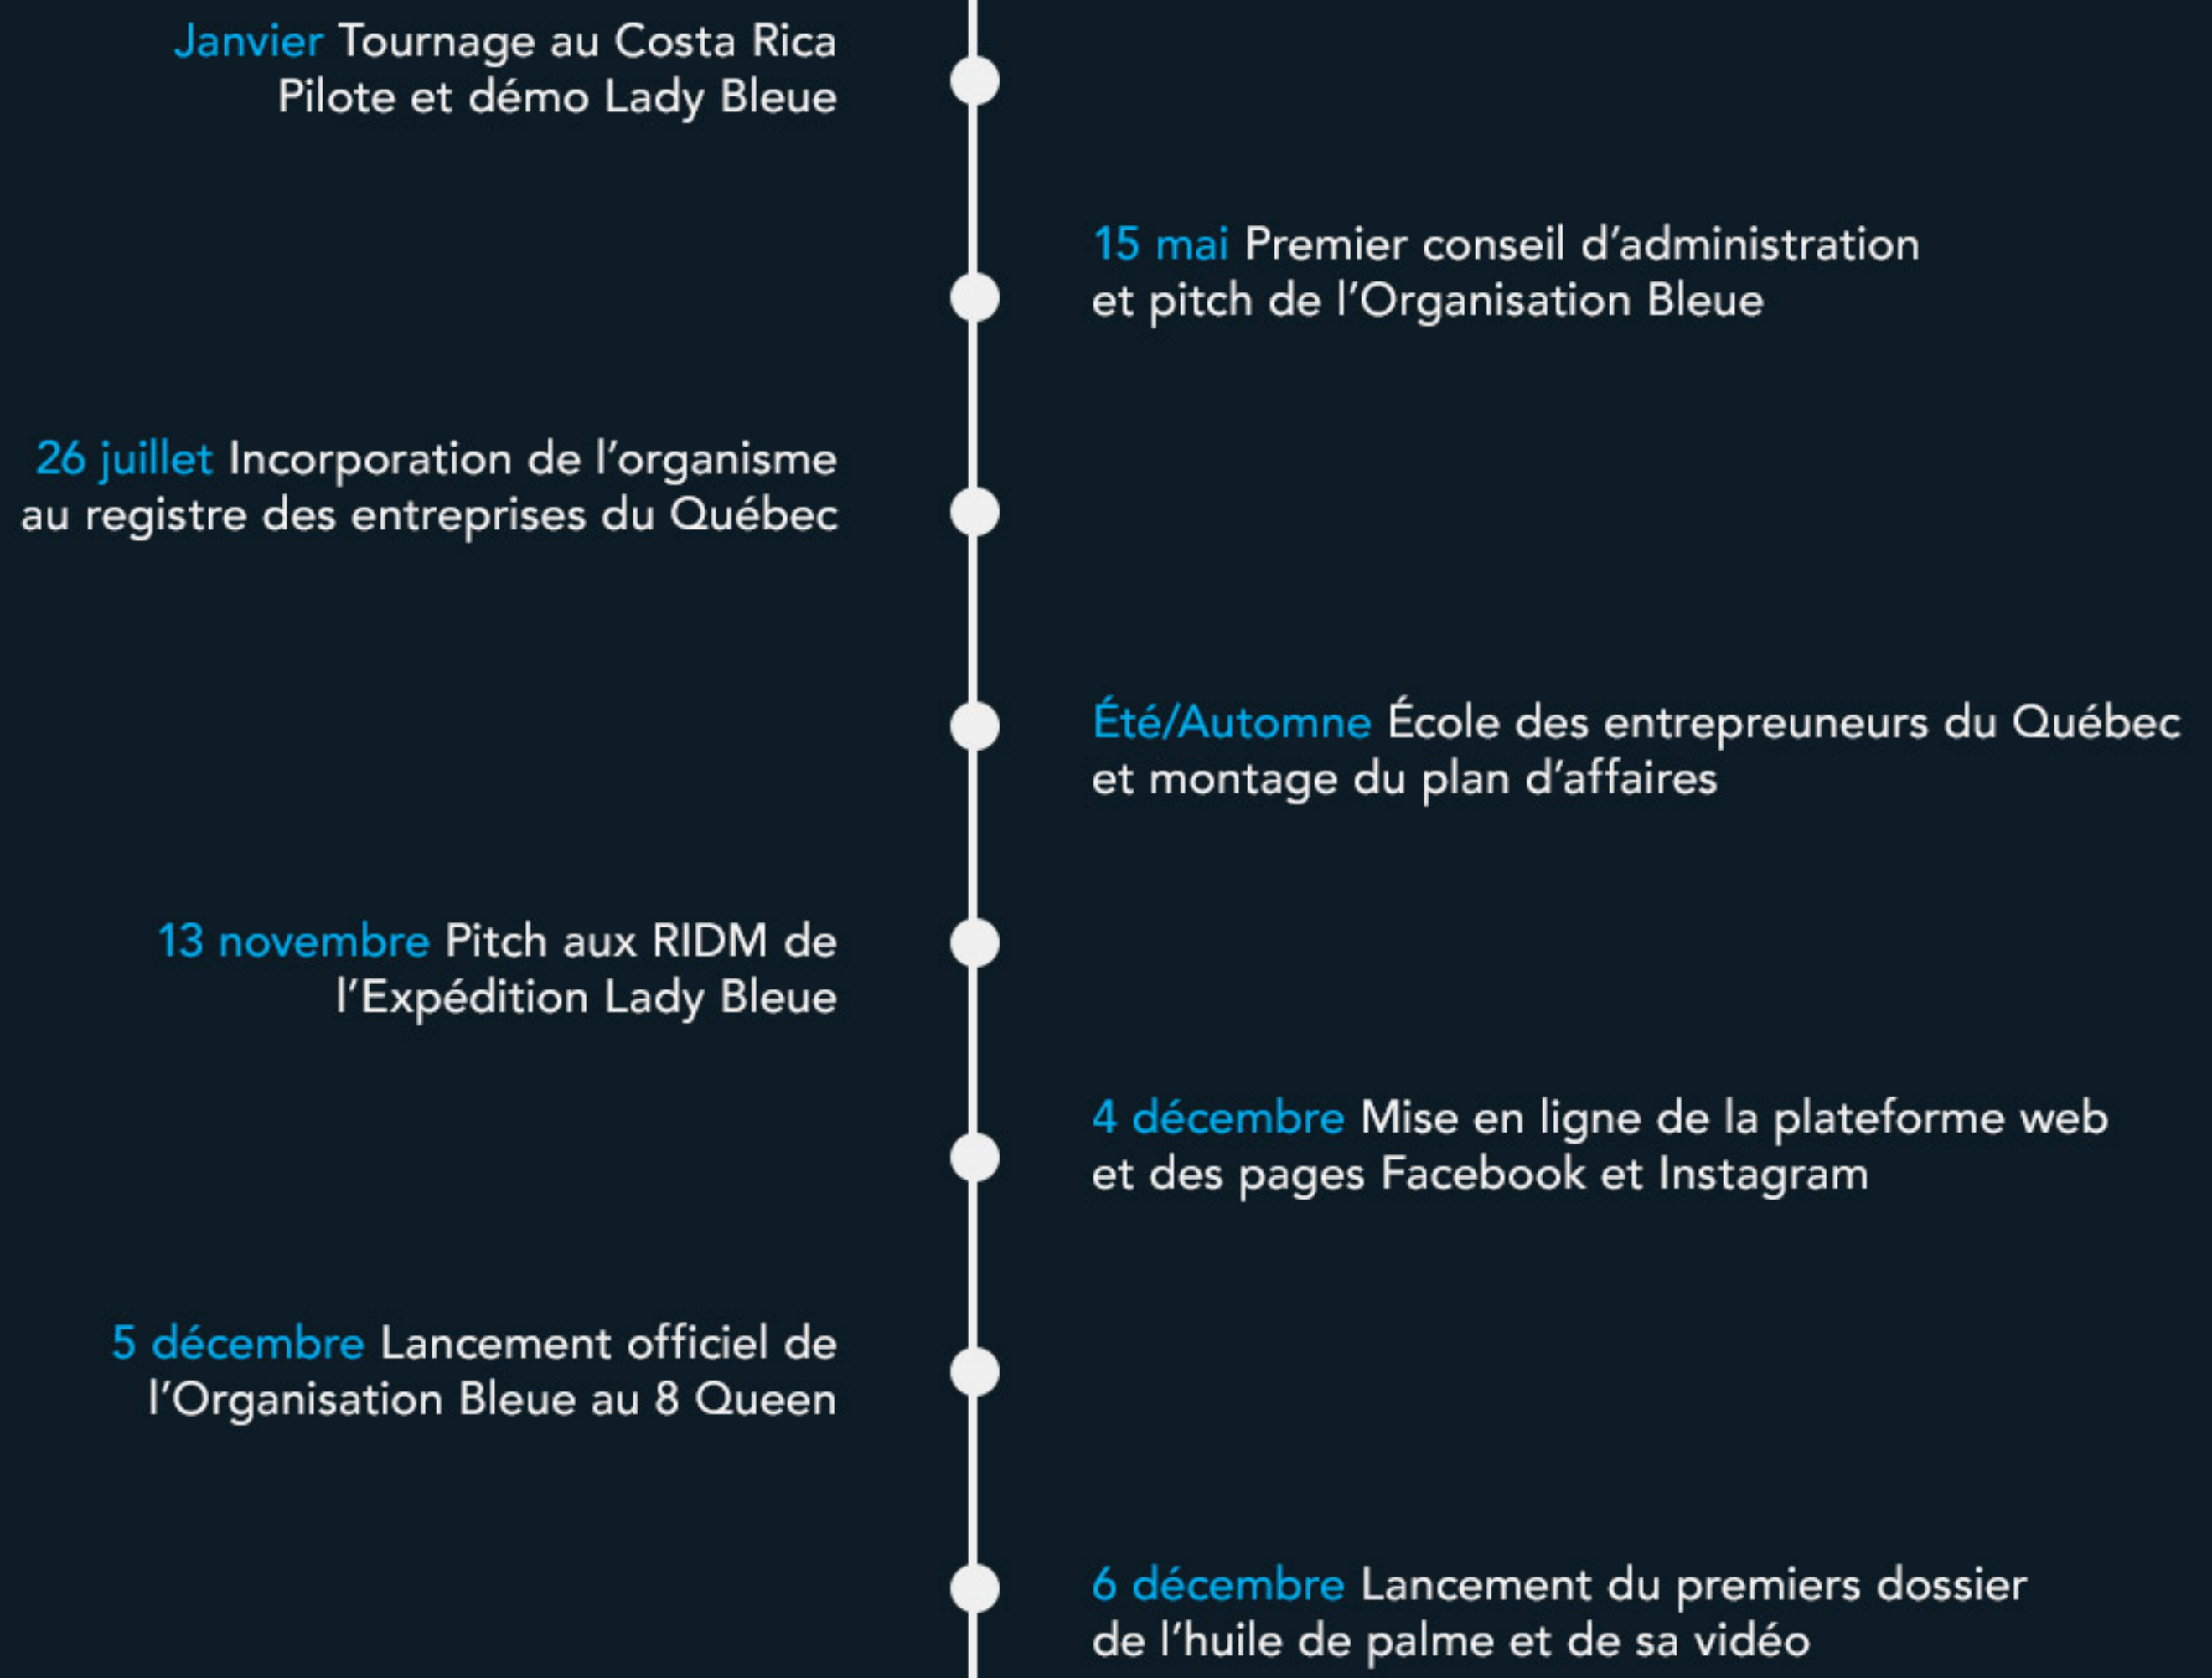 Janvier Tournage au Costa Rica
Pilote et démo Lady Bleue
15 mai Premier conseil d'administration
et pitch de l'Organisation Bleue
26 juillet Incorporation de l'organisme
au registre des entreprises du Québec
Été/Automne École des entrepreuneurs du Québec
et montage du plan d'affaires
13 novembre Pitch aux RIDM de
l'Expédition Lady Bleue
4 décembre Mise en ligne de la plateforme web
et des pages Facebook et Instagram
5 décembre Lancement officiel de
l'Organisation Bleue au 8 Queen
6 décembre Lancement du premiers dossier
de l'huile de palme et de sa vidéo